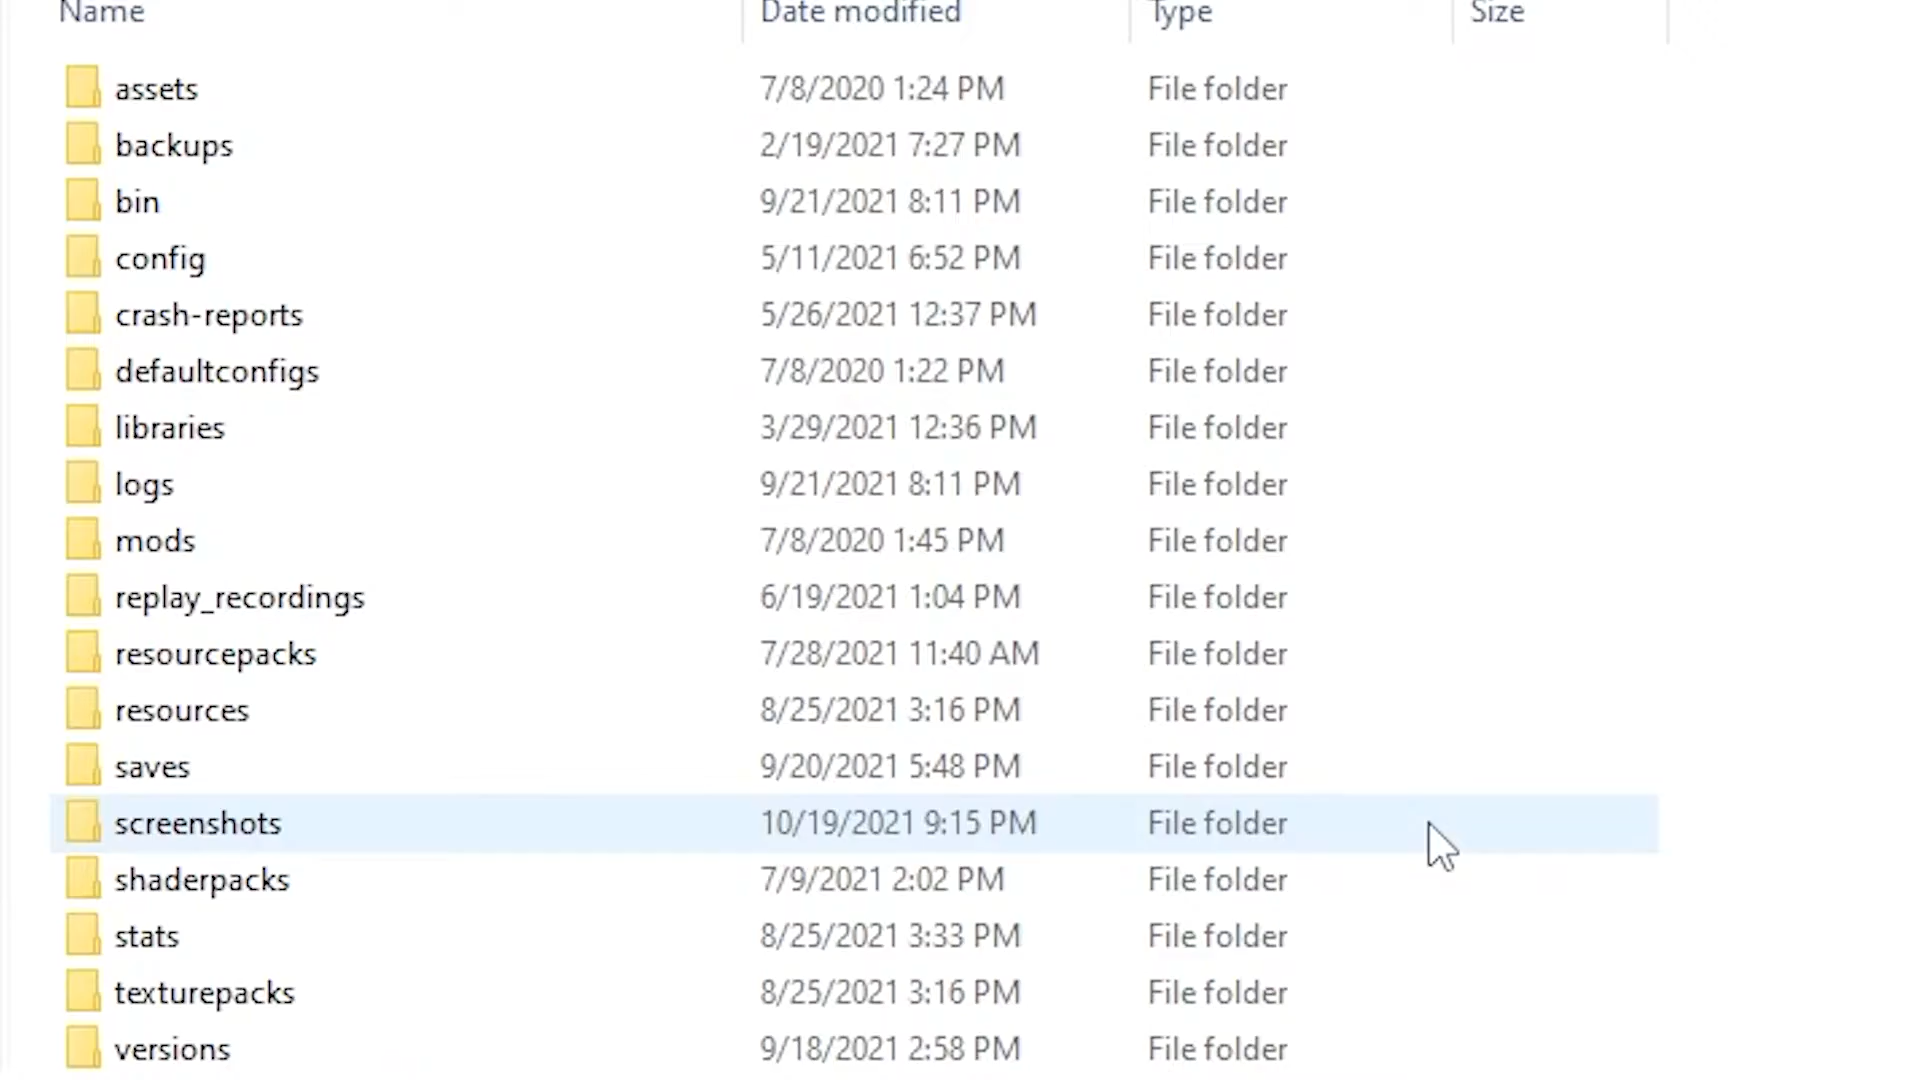 Name Date modified Type Size
assets 7/8/2020 1:24 PM File folder
backups 2/19/2021 7:27 PM File folder
bin 9/21/2021 8:11 PM File folder
config 5/11/2021 6:52 PM File folder
crash-reports 5/26/2021 12:37 PM File folder
defaultconfigs 7/8/2020 1:22 PM File folder
libraries 3/29/2021 12:36 PM File folder
logs 9/21/2021 8:11 PM File folder
mods 7/8/2020 1:45 PM File folder
replay_recordings 6/19/2021 1:04 PM File folder
resourcepacks 7/28/2021 11:40 AM File folder
resources 8/25/2021 3:16 PM File folder
saves 9/20/2021 5:48 PM File folder
screenshots 10/19/2021 9:15 PM File folder
shaderpacks 7/9/2021 2:02 PM File folder
stats 8/25/2021 3:33 PM File folder
texturepacks 8/25/2021 3:16 PM File folder
versions 9/18/2021 2:58 PM File folder